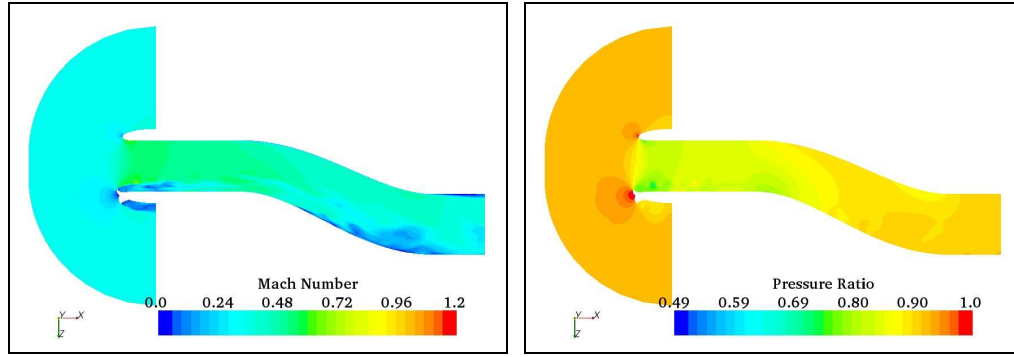 Mach Number
0.0 0.24 0.48 0.72 0.96 1.2
Y X
Z
Pressure Ratio
0.49 0.59 0.69 0.80 0.90 1.0
Y X
Z